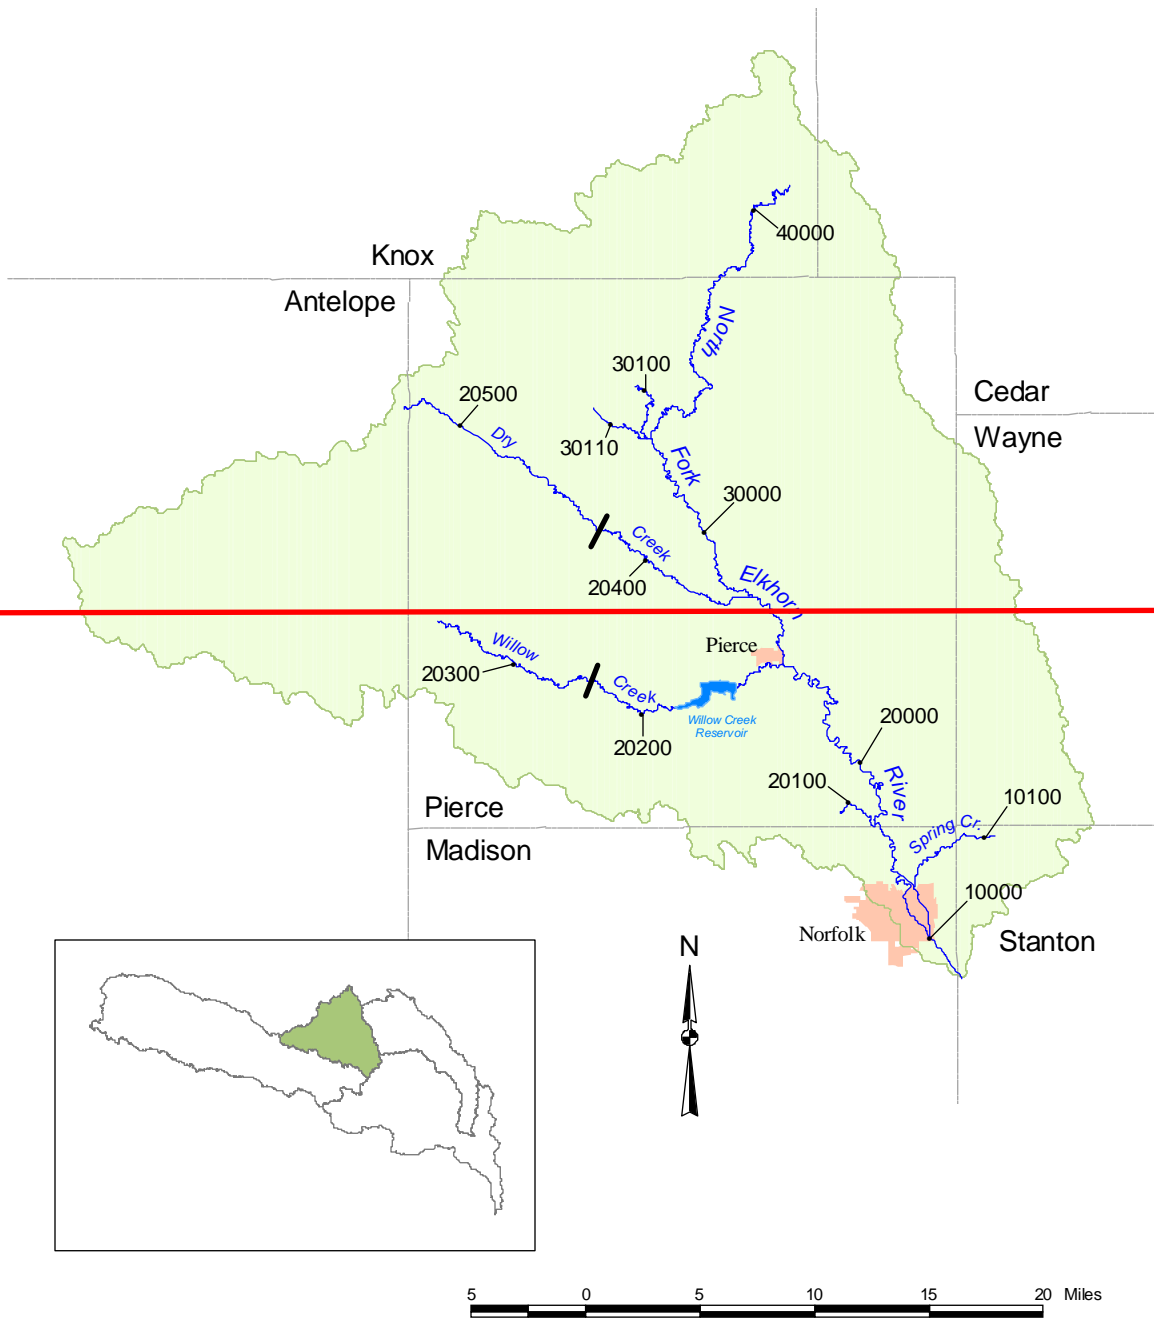 40000
Knox
Antelope
North
30100
Cedar
20500
Wayne
Dry
30110
Fork
30000
Creek
20400
Elkhorn
Pierce
Willow
20300
Creek
Willow Creek
Reservoir
20000
20200
River
20100
10100
Pierce
Spring Cr.
Madison
10000
Norfolk
Stanton
N
5 0 5 10 15 20 Miles